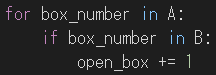 for box_number in A:
    if box_number in B:
        open_box += 1